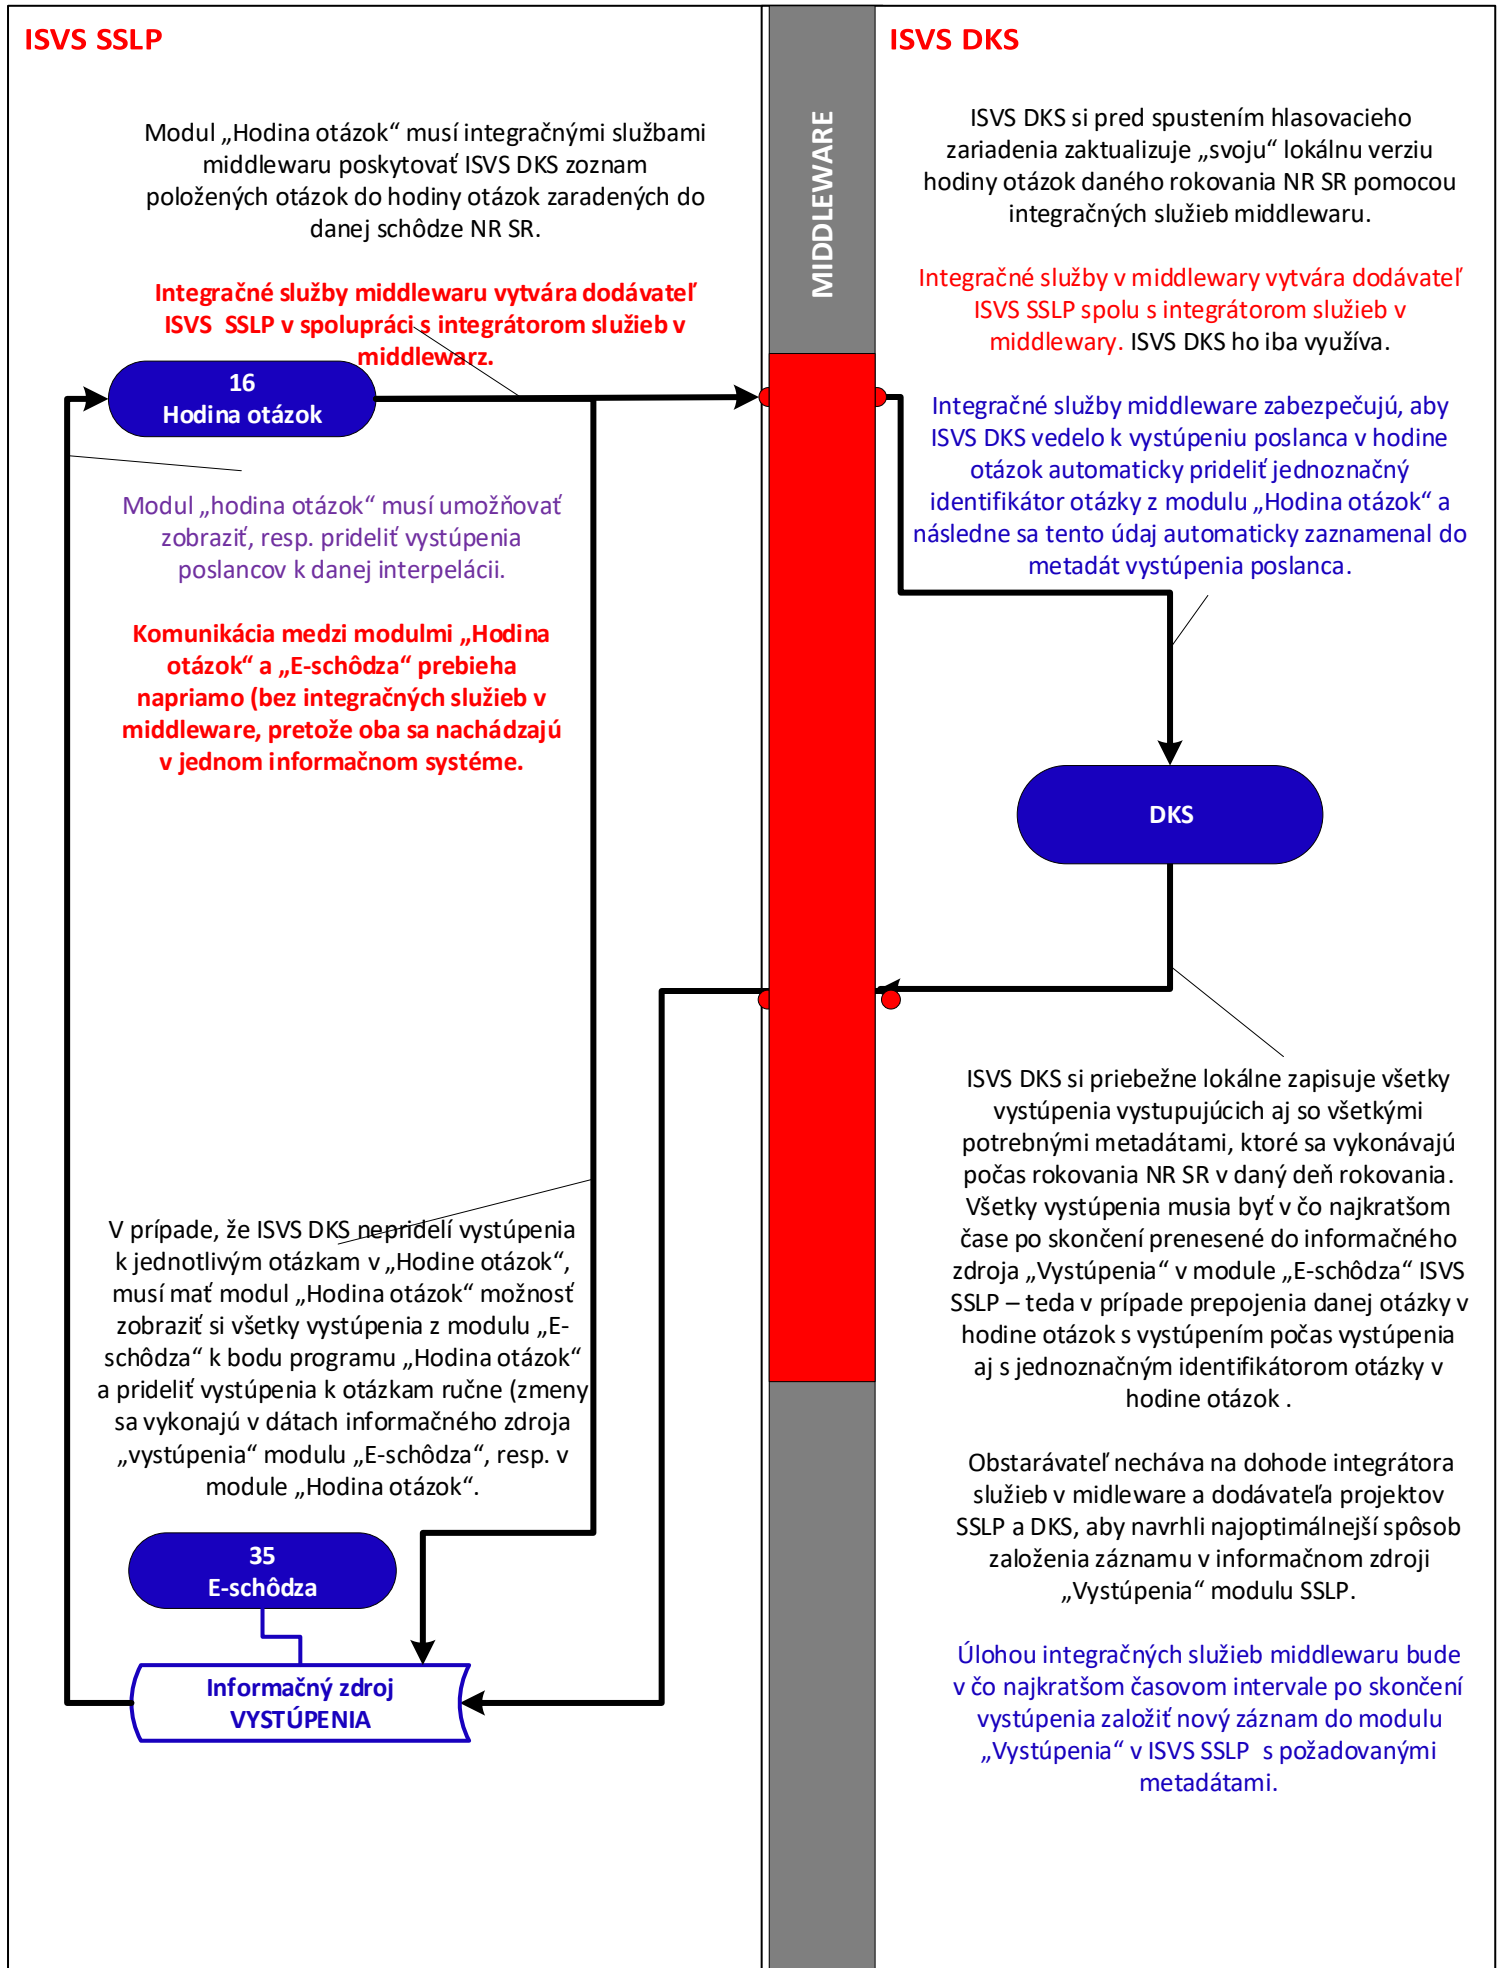 ISVS SSLP
Modul „Hodina otázok“ musí integračnými službami
middlewaru poskytovať ISVS DKS zoznam
položených otázok do hodiny otázok zaradených do
danej schôdze NR SR.
Integračné služby middlewaru vytvára dodávateľ
ISVS  SSLP v spolupráci s integrátorom služieb v
middlewarz.
16
Hodina otázok
Modul „hodina otázok“ musí umožňovať
zobraziť, resp. prideliť vystúpenia
poslancov k danej interpelácii.
Komunikácia medzi modulmi „Hodina
otázok“ a „E-schôdza“ prebieha
napriamo (bez integračných služieb v
middleware, pretože oba sa nachádzajú
v jednom informačnom systéme.
V prípade, že ISVS DKS nepridelí vystúpenia
k jednotlivým otázkam v „Hodine otázok“,
musí mať modul „Hodina otázok“ možnosť
zobraziť si všetky vystúpenia z modulu „E-
schôdza“ k bodu programu „Hodina otázok“
a prideliť vystúpenia k otázkam ručne (zmeny
sa vykonajú v dátach informačného zdroja
„vystúpenia“ modulu „E-schôdza“, resp. v
module „Hodina otázok“.
35
E-schôdza
Informačný zdroj
VYSTÚPENIA
MIDDLEWARE
ISVS DKS
ISVS DKS si pred spustením hlasovacieho
zariadenia zaktualizuje „svoju“ lokálnu verziu
hodiny otázok daného rokovania NR SR pomocou
integračných služieb middlewaru.
Integračné služby v middlewary vytvára dodávateľ
ISVS SSLP spolu s integrátorom služieb v
middlewary. ISVS DKS ho iba využíva.
Integračné služby middleware zabezpečujú, aby
ISVS DKS vedelo k vystúpeniu poslanca v hodine
otázok automaticky prideliť jednoznačný
identifikátor otázky z modulu „Hodina otázok“ a
následne sa tento údaj automaticky zaznamenal do
metadát vystúpenia poslanca.
DKS
ISVS DKS si priebežne lokálne zapisuje všetky
vystúpenia vystupujúcich aj so všetkými
potrebnými metadátami, ktoré sa vykonávajú
počas rokovania NR SR v daný deň rokovania.
Všetky vystúpenia musia byť v čo najkratšom
čase po skončení prenesené do informačného
zdroja „Vystúpenia“ v module „E-schôdza“ ISVS
SSLP – teda v prípade prepojenia danej otázky v
hodine otázok s vystúpením počas vystúpenia
aj s jednoznačným identifikátorom otázky v
hodine otázok .
Obstarávateľ necháva na dohode integrátora
služieb v midleware a dodávateľa projektov
SSLP a DKS, aby navrhli najoptimálnejší spôsob
založenia záznamu v informačnom zdroji
„Vystúpenia“ modulu SSLP.
Úlohou integračných služieb middlewaru bude
v čo najkratšom časovom intervale po skončení
vystúpenia založiť nový záznam do modulu
„Vystúpenia“ v ISVS SSLP  s požadovanými
metadátami.